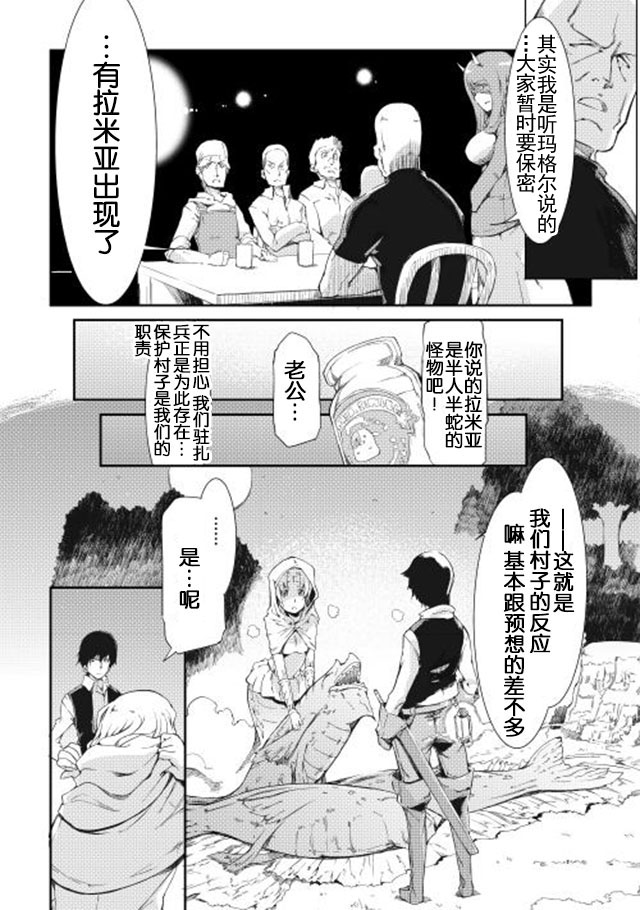 其实我是听玛格尔说的
…大家暂时要保密
…有拉米亚出现了
你说的拉米亚
是半人半蛇的
怪物吧！
老公…
不用担心 我们驻扎
兵正是为此存在…
保护村子是我们的
职责
——这就是
我们村子的反应
嘛 基本跟预想的差不多
……
是…呢